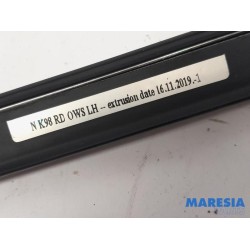 N K98 RD OWS LH -- extrusion date 16.11.2019.-1
MARESIA